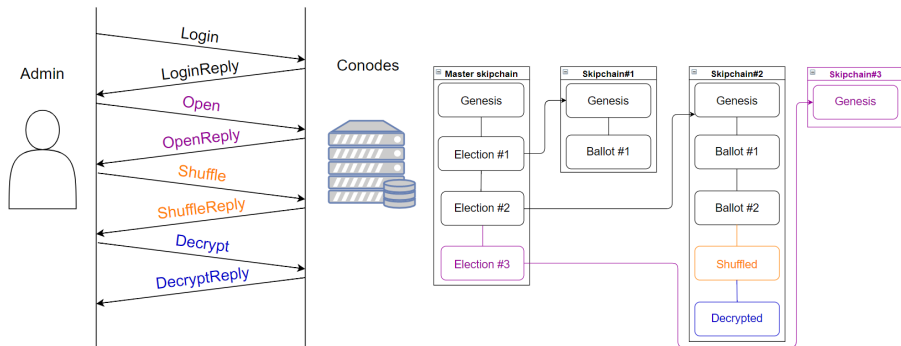 Admin
Login
LoginReply
Open
OpenReply
Shuffle
ShuffleReply
Decrypt
DecryptReply
Conodes
Master skipchain
Genesis
Election #1
Election #2
Election #3
Skipchain#1
Genesis
Ballot #1
Skipchain#2
Genesis
Ballot #1
Ballot #2
Shuffled
Decrypted
Skipchain#3
Genesis